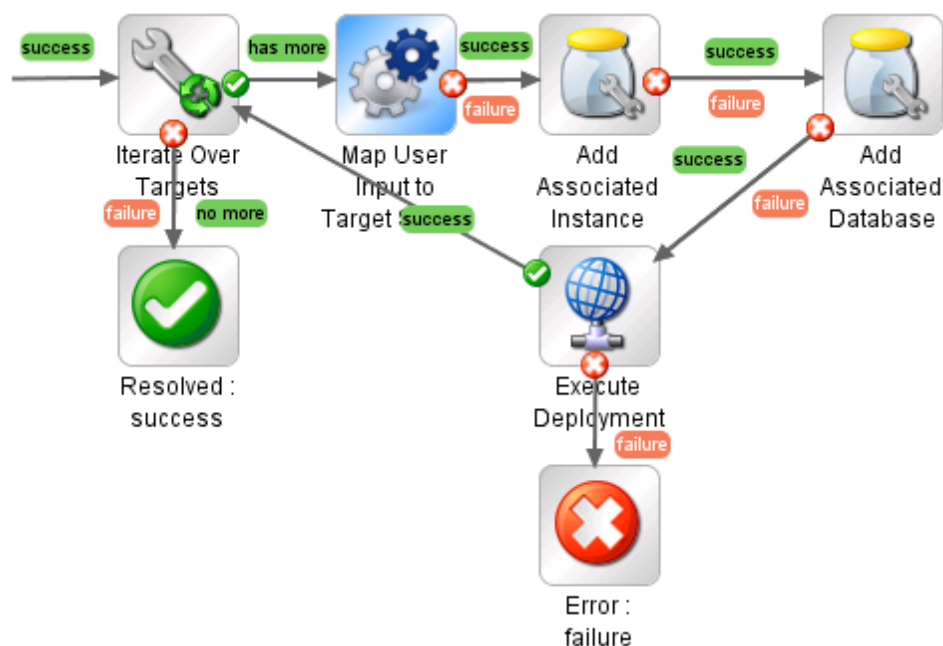 success
has more
success
failure
success
failure
Iterate Over
Targets
Map User
Input to
Target
Add
Associated
Instance
Add
Associated
Database
failure
no more
success
success
failure
Resolved :
success
Execute
Deployment
failure
Error :
failure